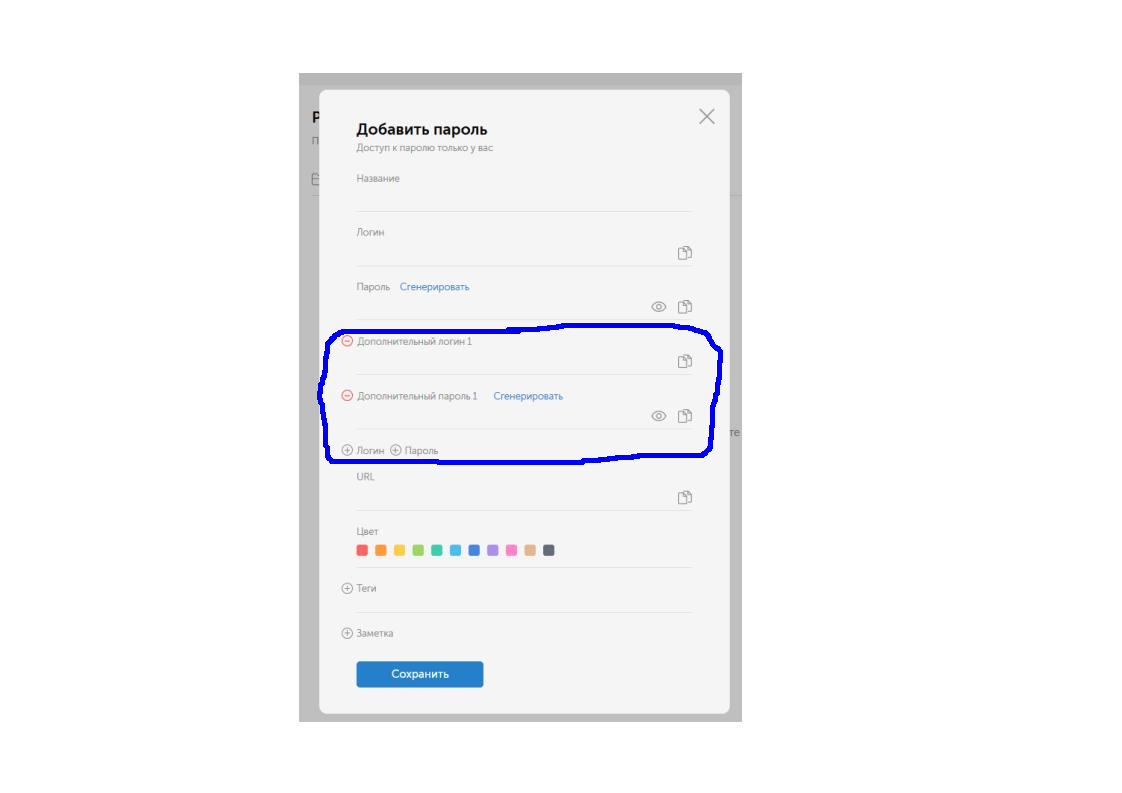 Р
Добавить пароль
Доступ к паролю только у вас
П
Название
Логин
Пароль Сгенерировать
Дополнительный логин 1
Дополнительный пароль 1 Сгенерировать
те
Логин Пароль
URL
Цвет
Теги
Заметка
Сохранить